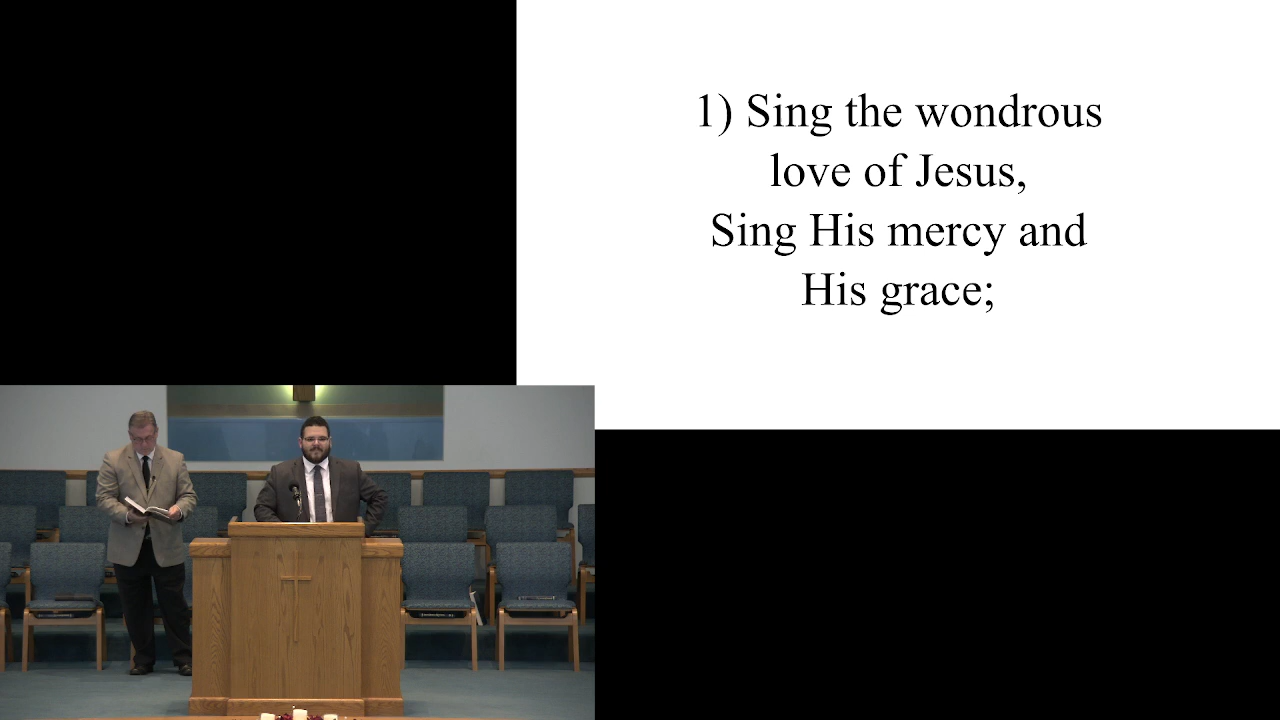 1) Sing the wondrous
love of Jesus,
Sing His mercy and
His grace;